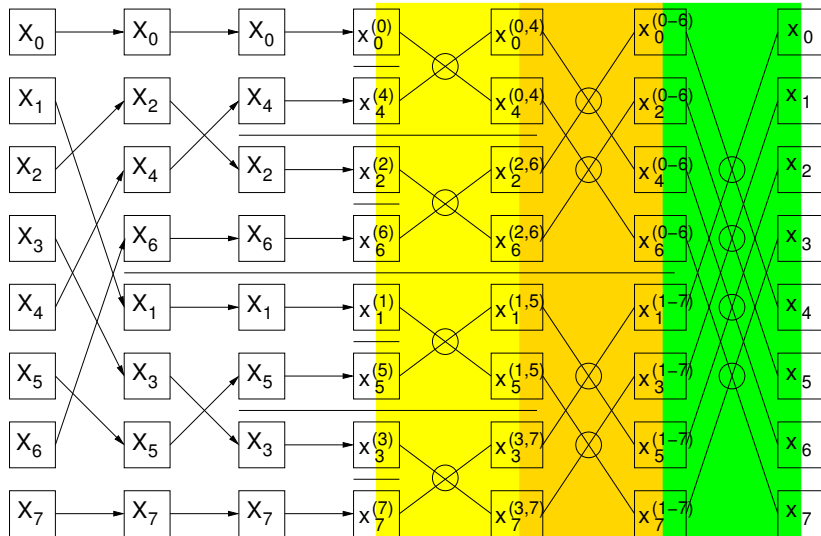 X0 X0 X0 x0(0) x0(0,4) x0(0–6) x0
X1 X2 X4 x4(4) x4(0,4) x2(0–6) x1
X2 X4 X2 x2(2) x2(2,6) x4(0–6) x2
X3 X6 X6 x6(6) x6(2,6) x6(0–6) x3
X4 X1 X1 x1(1) x1(1,5) x1(1–7) x4
X5 X3 X5 x5(5) x5(1,5) x3(1–7) x5
X6 X5 X3 x3(3) x3(3,7) x5(1–7) x6
X7 X7 X7 x7(7) x7(3,7) x7(1–7) x7